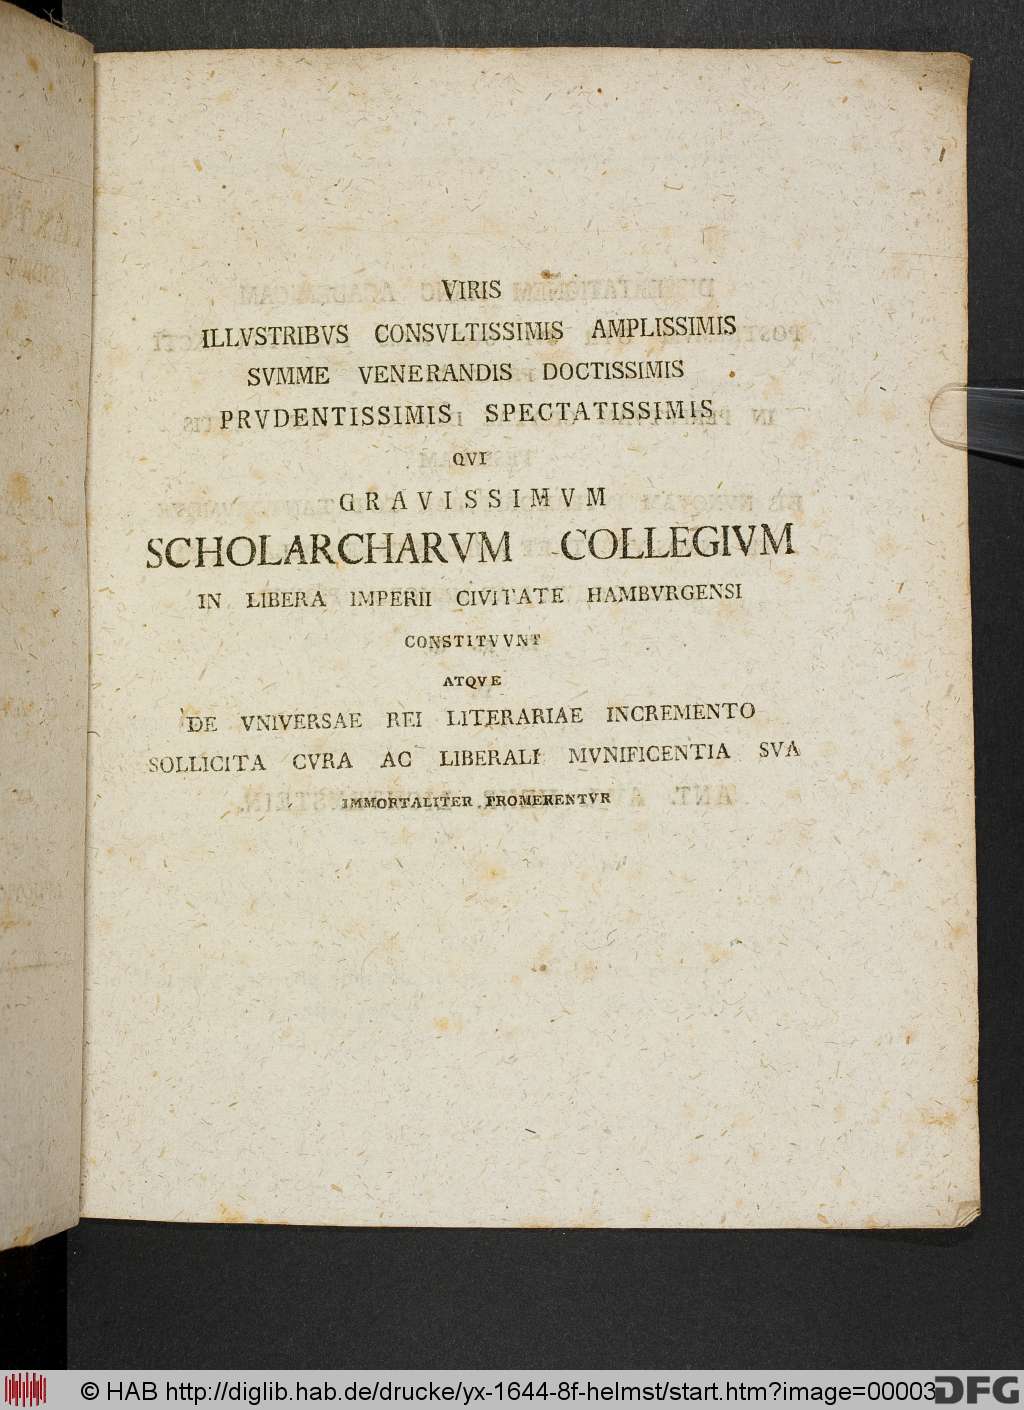 VIRIS
ILLVSTRIBVS CONSVLTISSIMIS AMPLISSIMIS
SVMME VENERANDIS DOCTISSIMIS
PRVDENTISSIMIS SPECTATISSIMIS
QVI
GRAVISSIMVM
SCHOLARCHARVM COLLEGIVM
IN LIBERA IMPERII CIVITATE HAMBVRGENSI
CONSTITVVNT
ATQVE
DE VNIVERSAE REI LITERARIAE INCREMENTO
SOLLICITA CVRA AC LIBERALI MVNIFICENTIA SVA
IMMORTALITER PROMERENTVR
© HAB http://diglib.hab.de/drucke/yx-1644-8f-helmst/start.htm?image=00003
DFG